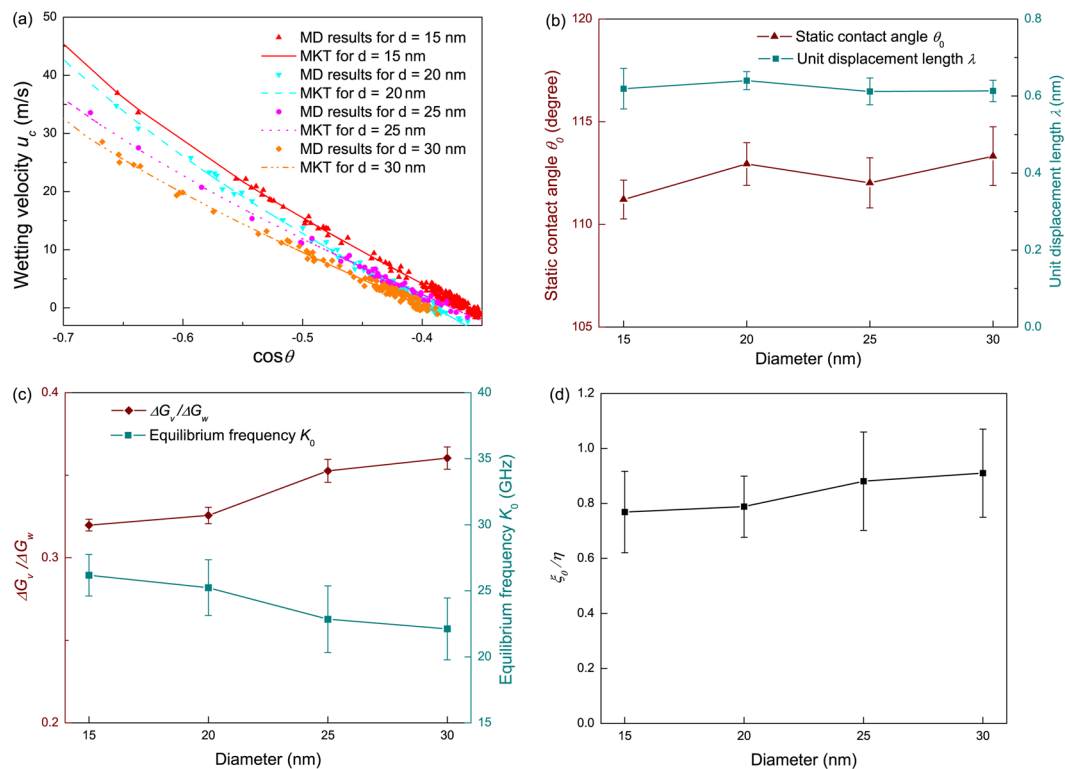 (a)
MD results for d = 15 nm
MKT for d = 15 nm
MD results for d = 20 nm
MKT for d = 20 nm
MD results for d = 25 nm
MKT for d = 25 nm
MD results for d = 30 nm
MKT for d = 30 nm
Wetting velocity u_c (m/s)
50
40
30
20
10
0
-0.7
-0.6
-0.5
-0.4
cosθ
(b)
Static contact angle θ_0
Unit displacement length λ
Static contact angle θ_0 (degree)
120
115
110
105
Unit displacement length λ (nm)
0.8
0.6
0.4
0.2
0.0
15
20
25
30
Diameter (nm)
(c)
ΔG_v/ΔG_w
Equilibrium frequency K_0
ΔG_v/ΔG_w
0.4
0.3
0.2
Equilibrium frequency K_0 (GHz)
40
35
30
25
20
15
15
20
25
30
Diameter (nm)
(d)
ξ_0/η
1.2
1.0
0.8
0.6
0.4
0.2
0.0
15
20
25
30
Diameter (nm)